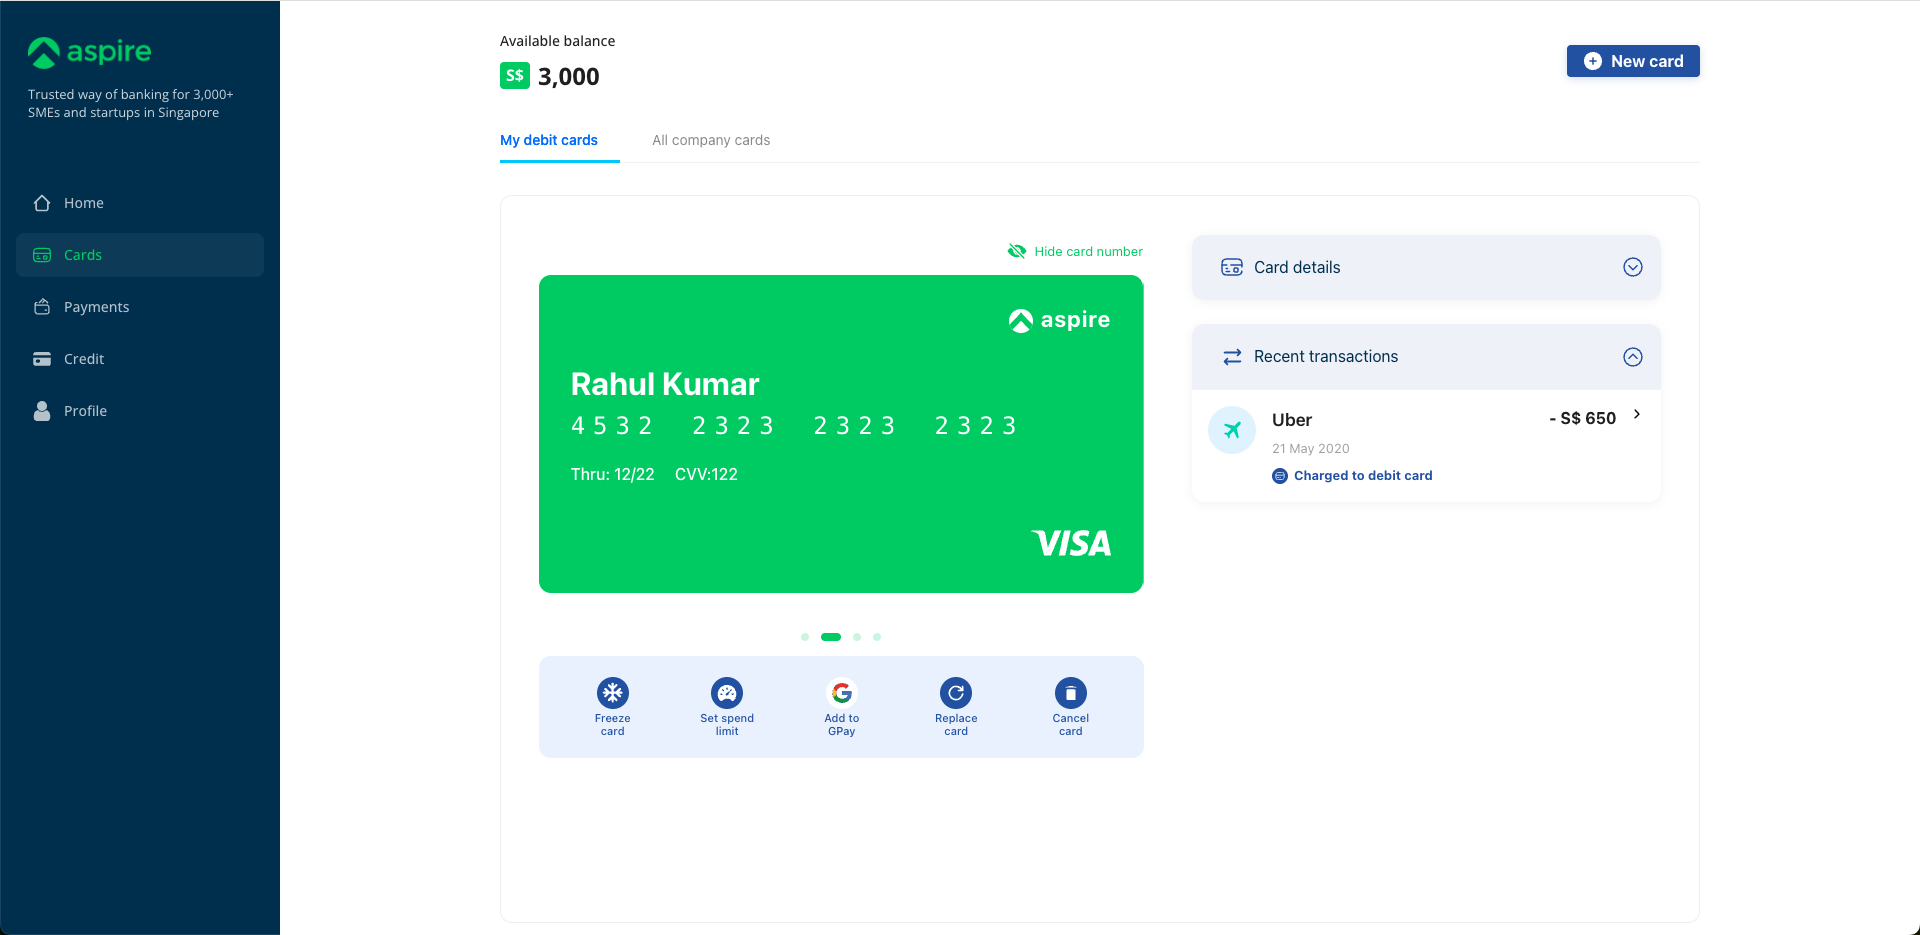 aspire
Trusted way of banking for 3,000+
SMEs and startups in Singapore
Home
Cards
Payments
Credit
Profile
Available balance
S$ 3,000
New card
My debit cards
All company cards
Hide card number
aspire
Rahul Kumar
4532 2323 2323 2323
Thru: 12/22 CVV:122
VISA
Freeze
card
Set spend
limit
Add to
GPay
Replace
card
Cancel
card
Card details
Recent transactions
Uber
- S$ 650
21 May 2020
Charged to debit card